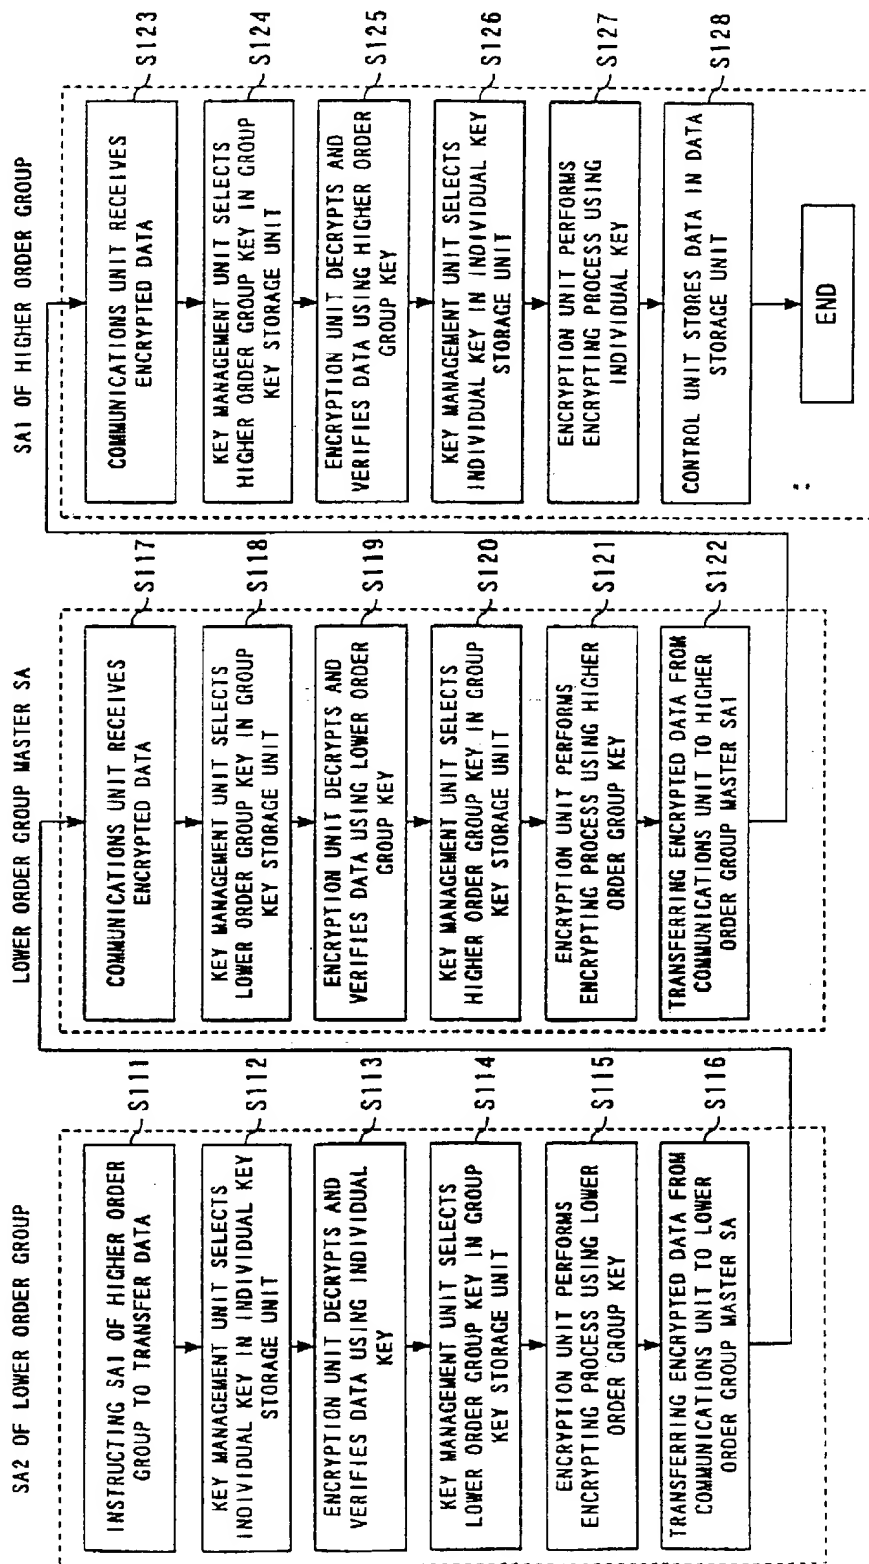 SA2 OF LOWER ORDER GROUP
INSTRUCTING SA1 OF HIGHER ORDER
GROUP TO TRANSFER DATA
S111
KEY MANAGEMENT UNIT SELECTS
INDIVIDUAL KEY IN INDIVIDUAL KEY
STORAGE UNIT
S112
ENCRYPTION UNIT DECRYPTS AND
VERIFIES DATA USING INDIVIDUAL
KEY
S113
KEY MANAGEMENT UNIT SELECTS
LOWER ORDER GROUP KEY IN GROUP
KEY STORAGE UNIT
S114
ENCRYPTION UNIT PERFORMS
ENCRYPTING PROCESS USING LOWER
ORDER GROUP KEY
S115
TRANSFERRING ENCRYPTED DATA FROM
COMMUNICATIONS UNIT TO LOWER
ORDER GROUP MASTER SA
S116
LOWER ORDER GROUP MASTER SA
COMMUNICATIONS UNIT RECEIVES
ENCRYPTED DATA
S117
KEY MANAGEMENT UNIT SELECTS
LOWER ORDER GROUP KEY IN GROUP
KEY STORAGE UNIT
S118
ENCRYPTION UNIT DECRYPTS AND
VERIFIES DATA USING LOWER ORDER
GROUP KEY
S119
KEY MANAGEMENT UNIT SELECTS
HIGHER ORDER GROUP KEY IN GROUP
KEY STORAGE UNIT
S120
ENCRYPTION UNIT PERFORMS
ENCRYPTING PROCESS USING HIGHER
ORDER GROUP KEY
S121
TRANSFERRING ENCRYPTED DATA FROM
COMMUNICATIONS UNIT TO HIGHER
ORDER GROUP MASTER SA1
S122
SA1 OF HIGHER ORDER GROUP
COMMUNICATIONS UNIT RECEIVES
ENCRYPTED DATA
S123
KEY MANAGEMENT UNIT SELECTS
HIGHER ORDER GROUP KEY IN GROUP
KEY STORAGE UNIT
S124
ENCRYPTION UNIT DECRYPTS AND
VERIFIES DATA USING HIGHER ORDER
GROUP KEY
S125
KEY MANAGEMENT UNIT SELECTS
INDIVIDUAL KEY IN INDIVIDUAL KEY
STORAGE UNIT
S126
ENCRYPTION UNIT PERFORMS
ENCRYPTING PROCESS USING
INDIVIDUAL KEY
S127
CONTROL UNIT STORES DATA IN DATA
STORAGE UNIT
S128
END